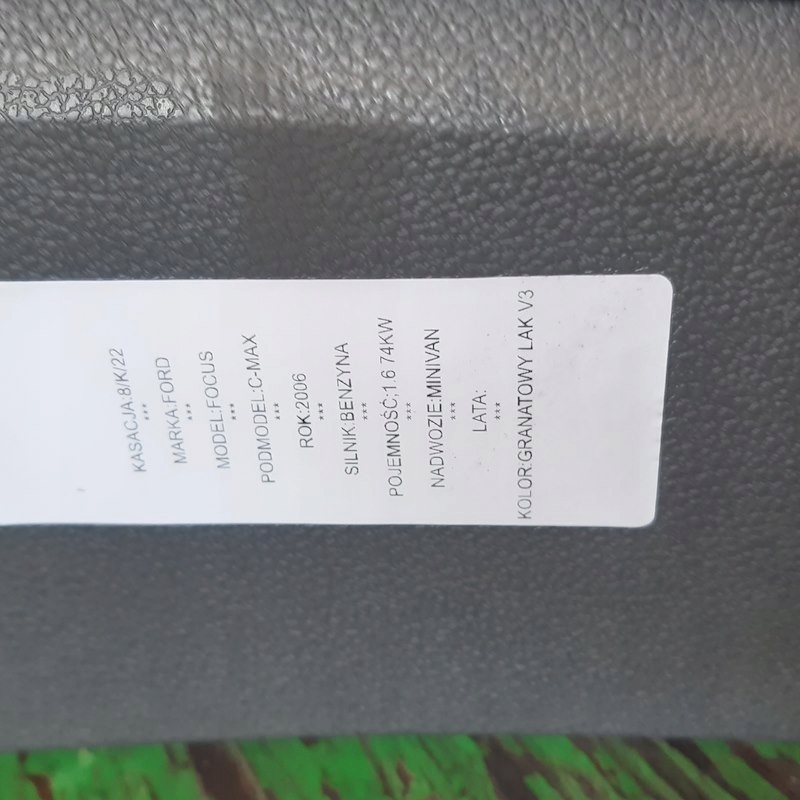 KASACJA:8/K/22
***
MARKA:FORD
***
MODEL:FOCUS
***
PODMODEL:C-MAX
***
ROK:2006
***
SILNIK:BENZYNA
***
POJEMNOŚĆ:1.6 74KW
***
NADWOZIE:MINIVAN
***
LATA:
***
KOLOR:GRANATOWY LAK V3